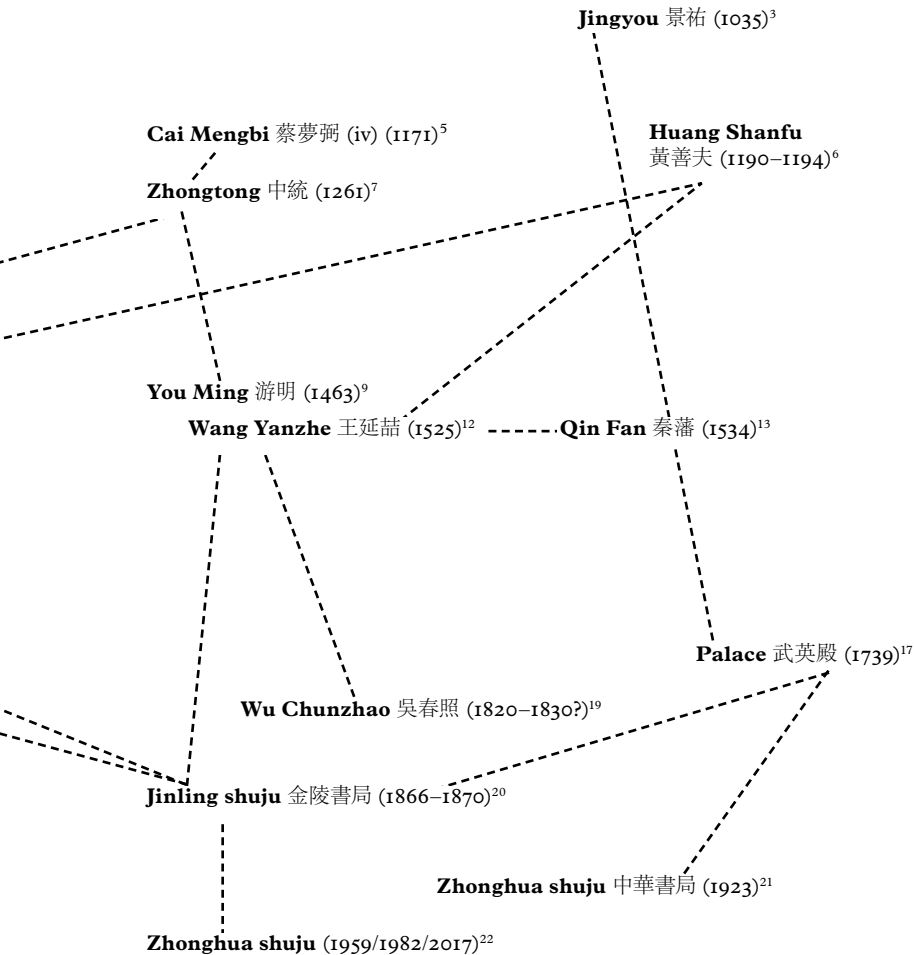 Jingyou 景祐 (1035)³
Cai Mengbi 蔡夢弼 (iv) (1171)⁵
Huang Shanfu
黃善夫 (1190–1194)⁶
Zhongtong 中統 (1261)⁷
You Ming 游明 (1463)⁹
Wang Yanzhe 王延喆 (1525)¹²
Qin Fan 秦藩 (1534)¹³
Palace 武英殿 (1739)¹⁷
Wu Chunzhao 吳春照 (1820–1830?)¹⁹
Jinling shuju 金陵書局 (1866–1870)²⁰
Zhonghua shuju 中華書局 (1923)²¹
Zhonghua shuju (1959/1982/2017)²²